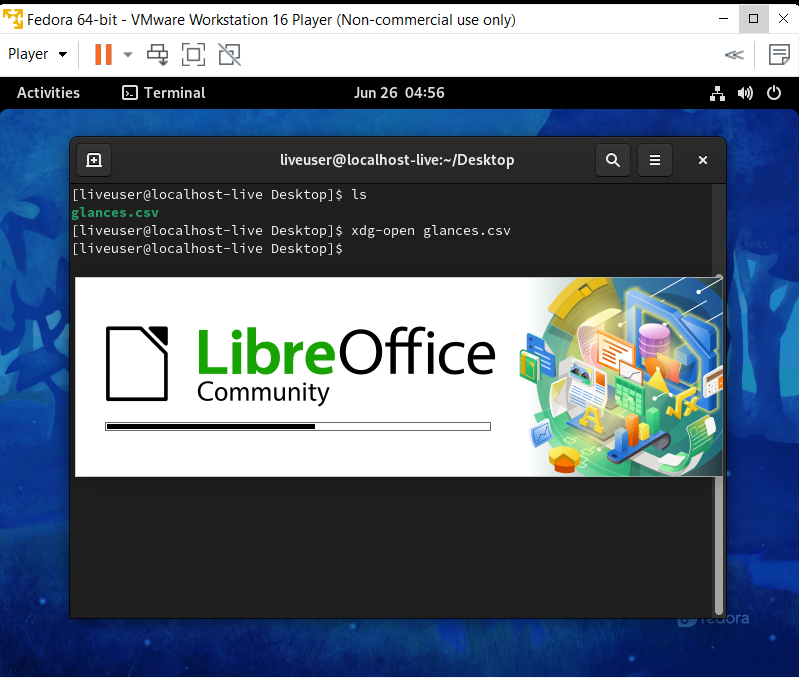 Fedora 64-bit - VMware Workstation 16 Player (Non-commercial use only)
Player
Activities
Terminal
Jun 26 04:56
liveuser@localhost-live:~/Desktop
[liveuser@localhost-live Desktop]$ ls
glances.csv
[liveuser@localhost-live Desktop]$ xdg-open glances.csv
[liveuser@localhost-live Desktop]$
LibreOffice
Community
fedora